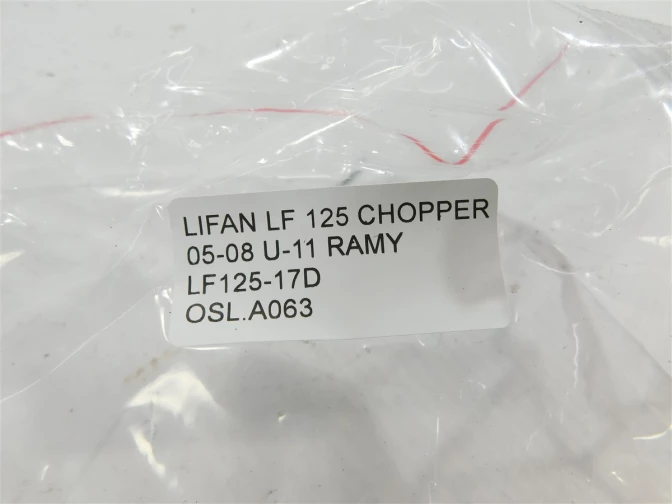 LIFAN LF 125 CHOPPER
05-08 U-11 RAMY
LF125-17D
OSL.A063